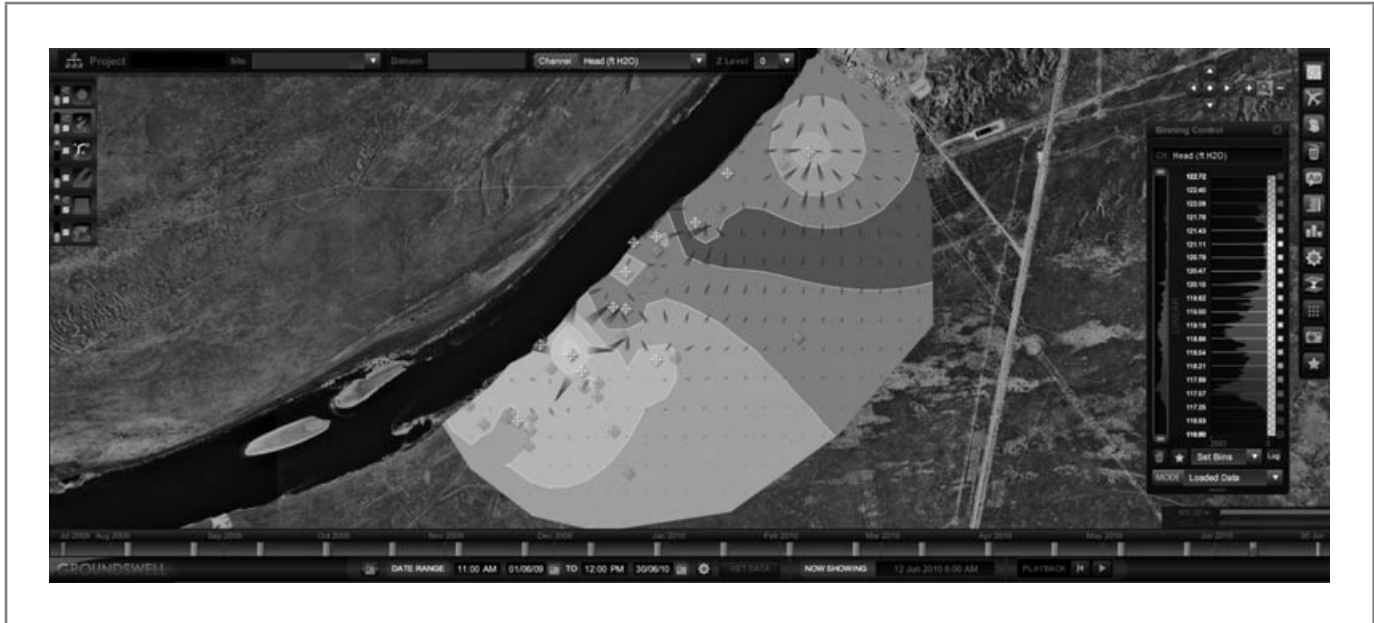 Project Site Domain Channel Head (ft H2O) Z Level 0
Binning Control
CH Head (ft H2O)
122.72
122.40
122.08
121.76
121.43
121.11
120.79
120.47
120.15
119.82
119.50
119.18
118.86
118.54
118.21
117.89
117.57
117.25
116.93
Set Bins Log
MODE Loaded Data
Jul 2009 Aug 2009 Sep 2009 Oct 2009 Nov 2009 Dec 2009 Jan 2010 Feb 2010 Mar 2010 Apr 2010 May 2010 Jun 2010 30 Jun
GROUNDSWELL DATE RANGE 11:00 AM 01/06/09 TO 12:00 PM 30/06/10 GET DATA NOW SHOWING 12 Jun 2010 6:00 AM PLAYBACK